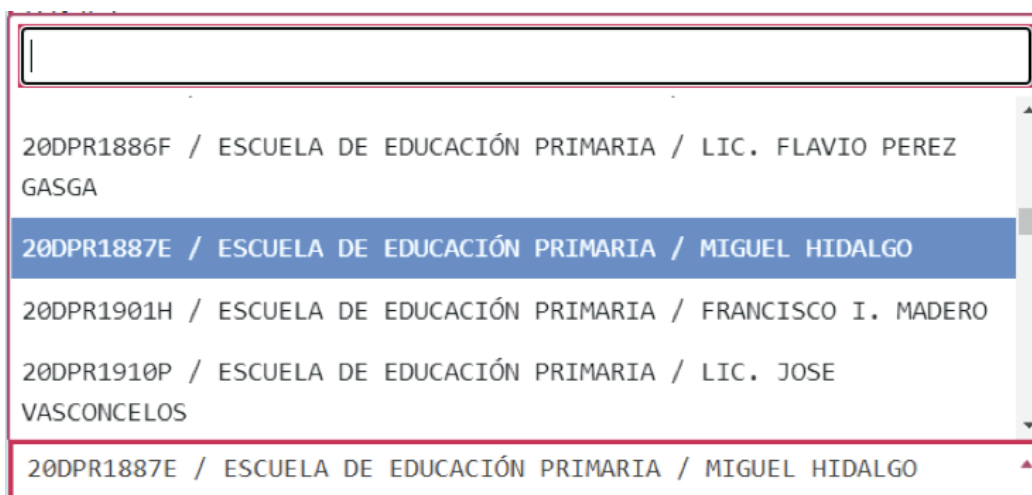 20DPR1886F / ESCUELA DE EDUCACIÓN PRIMARIA / LIC. FLAVIO PEREZ
GASGA
20DPR1887E / ESCUELA DE EDUCACIÓN PRIMARIA / MIGUEL HIDALGO
20DPR1901H / ESCUELA DE EDUCACIÓN PRIMARIA / FRANCISCO I. MADERO
20DPR1910P / ESCUELA DE EDUCACIÓN PRIMARIA / LIC. JOSE
VASCONCELOS
20DPR1887E / ESCUELA DE EDUCACIÓN PRIMARIA / MIGUEL HIDALGO